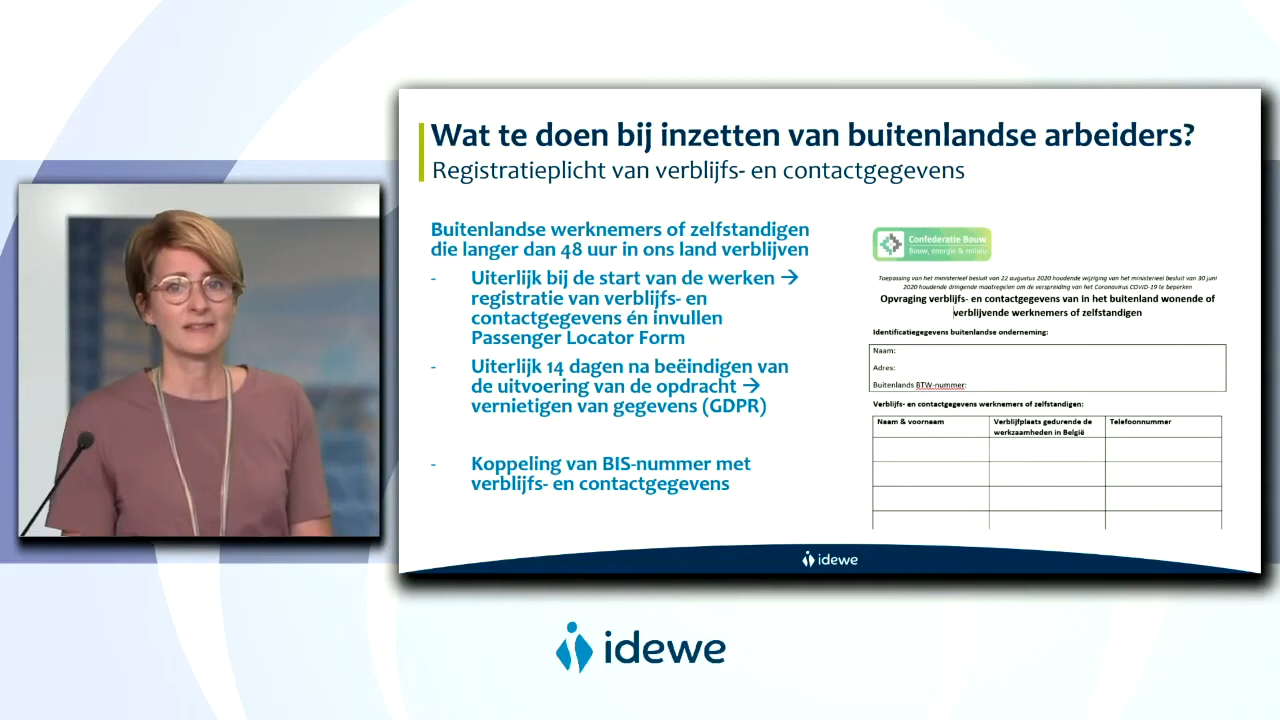 Wat te doen bij inzetten van buitenlandse arbeiders?
Registratieplicht van verblijfs- en contactgegevens
Buitenlandse werknemers of zelfstandigen
die langer dan 48 uur in ons land verblijven
- Uiterlijk bij de start van de werken →
registratie van verblijfs- en
contactgegevens én invullen
Passenger Locator Form
- Uiterlijk 14 dagen na beëindigen van
de uitvoering van de opdracht →
vernietigen van gegevens (GDPR)
- Koppeling van BIS-nummer met
verblijfs- en contactgegevens
Confederatie Bouw
Bouw, energie & milieu
Toepassing van het ministerieel besluit van 22 augustus 2020 houdende wijziging van het ministerieel besluit van 30 juni
2020 houdende dringende maatregelen om de verspreiding van het Coronavirus COVID-19 te beperken
Opvraging verblijfs- en contactgegevens van in het buitenland wonende of
verblijvende werknemers of zelfstandigen
Identificatiegegevens buitenlandse onderneming:
Naam:
Adres:
Buitenlands BTW-nummer:
Verblijfs- en contactgegevens werknemers of zelfstandigen:
Naam & voornaam
Verblijfplaats gedurende de
werkzaamheden in België
Telefoonnummer
idewe
idewe